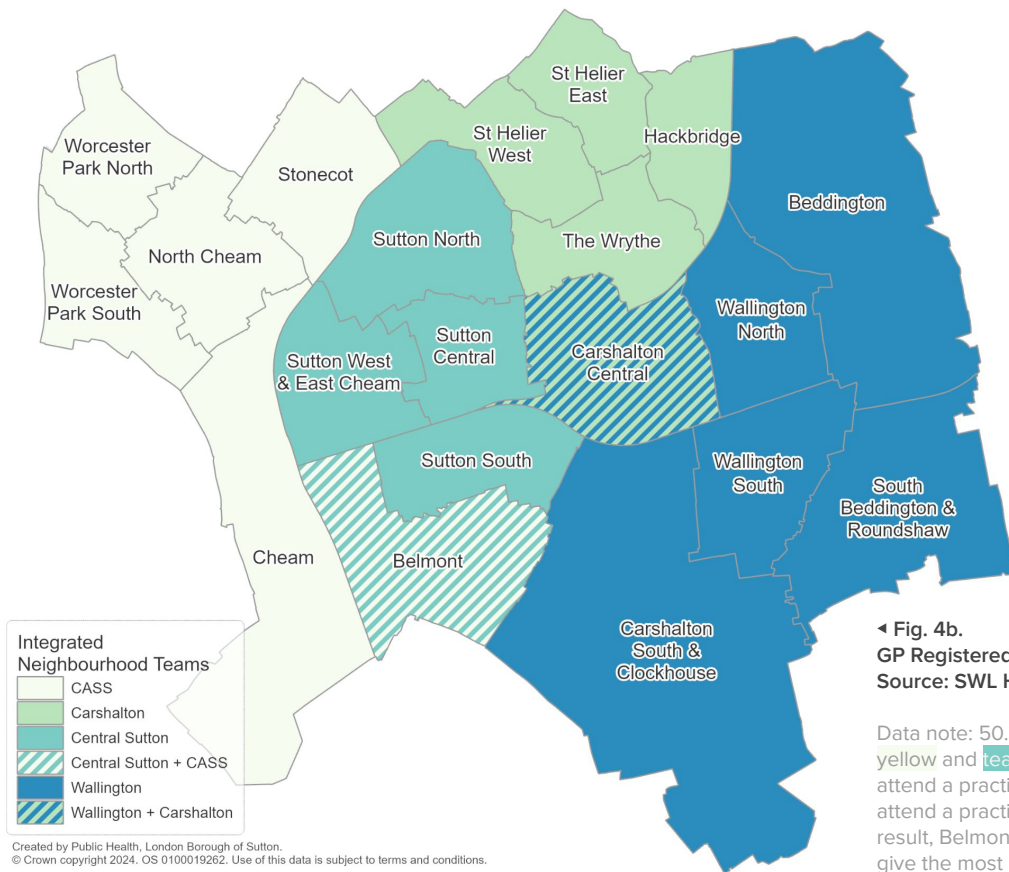 St Helier
East
Worcester
Park North
Stonecot
St Helier
West
Hackbridge
Beddington
North Cheam
Sutton North
The Wrythe
Worcester
Park South
Sutton West
& East Cheam
Sutton
Central
Carshalton
Central
Wallington
North
Sutton South
Wallington
South
South
Beddington &
Roundshaw
Cheam
Belmont
Carshalton
South &
Clockhouse
Integrated
Neighbourhood Teams
CASS
Carshalton
Central Sutton
Central Sutton + CASS
Wallington
Wallington + Carshalton
Created by Public Health, London Borough of Sutton.
© Crown copyright 2024. OS 0100019262. Use of this data is subject to terms and conditions.
◂ Fig. 4b.
GP Registered
Source: SWL H
Data note: 50.
yellow and tea
attend a practi
attend a practi
result, Belmon
give the most